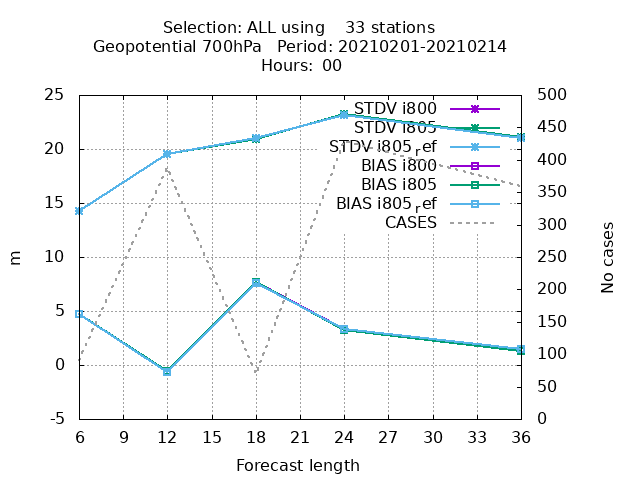 Selection: ALL using    33 stations
Geopotential 700hPa   Period: 20210201-20210214
Hours: 00
25
20
15
10
5
0
-5
m
500
450
400
350
300
250
200
150
100
50
0
No cases
STDV i800
STDV i805
STDV i805ref
BIAS i800
BIAS i805
BIAS i805ref
CASES
6 9 12 15 18 21 24 27 30 33 36
Forecast length